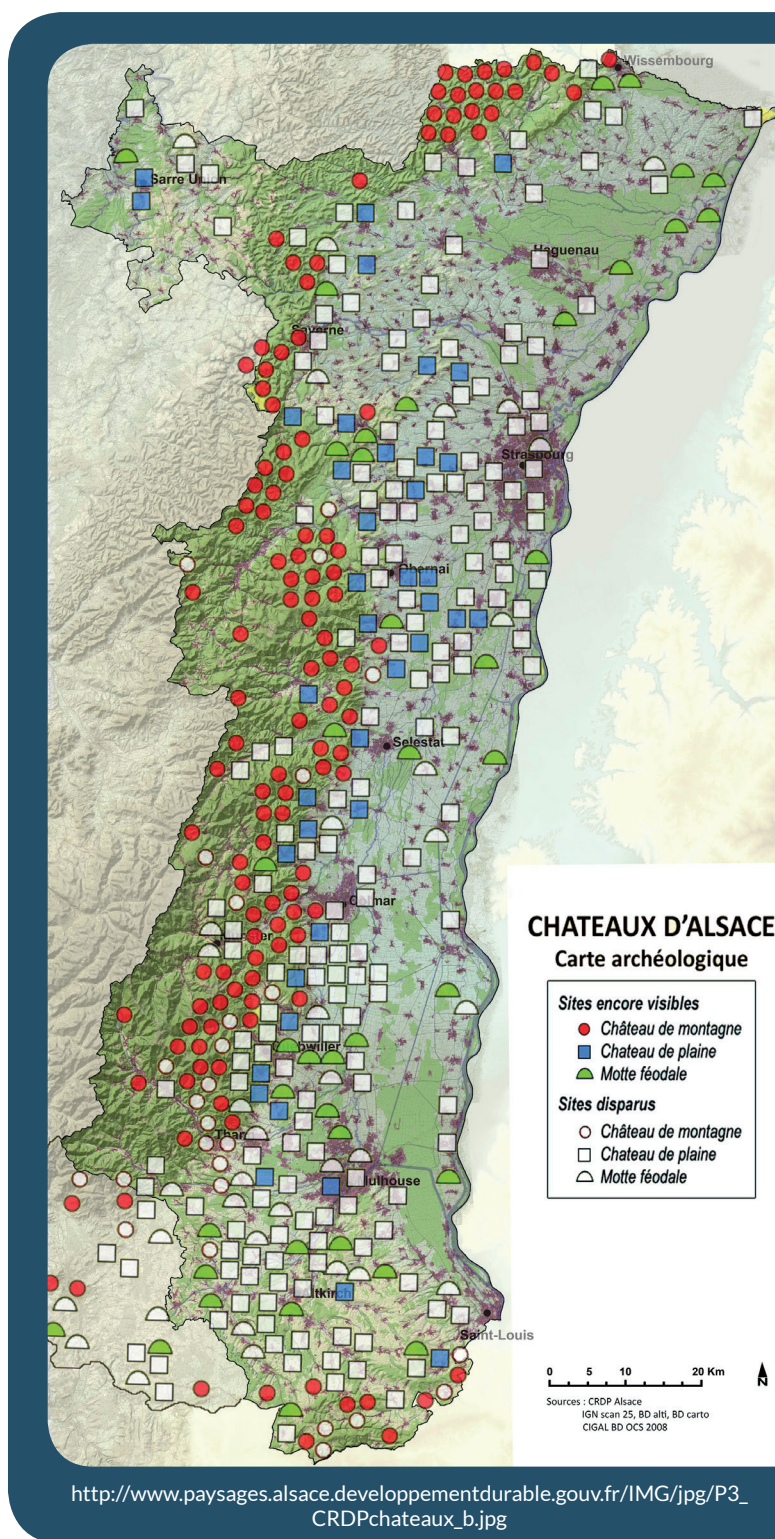 Wissembourg
Sarre Union
Haguenau
Saverne
Strasbourg
Obernai
Selestat
Colmar
Mulhouse
Saint-Louis
CHATEAUX D'ALSACE
Carte archéologique
Sites encore visibles
Château de montagne
Chateau de plaine
Motte féodale
Sites disparus
Château de montagne
Chateau de plaine
Motte féodale
0 5 10 20 Km
N
Sources : CRDP Alsace
IGN scan 25, BD alti, BD carto
CIGAL BD OCS 2008
http://www.paysages.alsace.developpementdurable.gouv.fr/IMG/jpg/P3_
CRDPchateaux_b.jpg